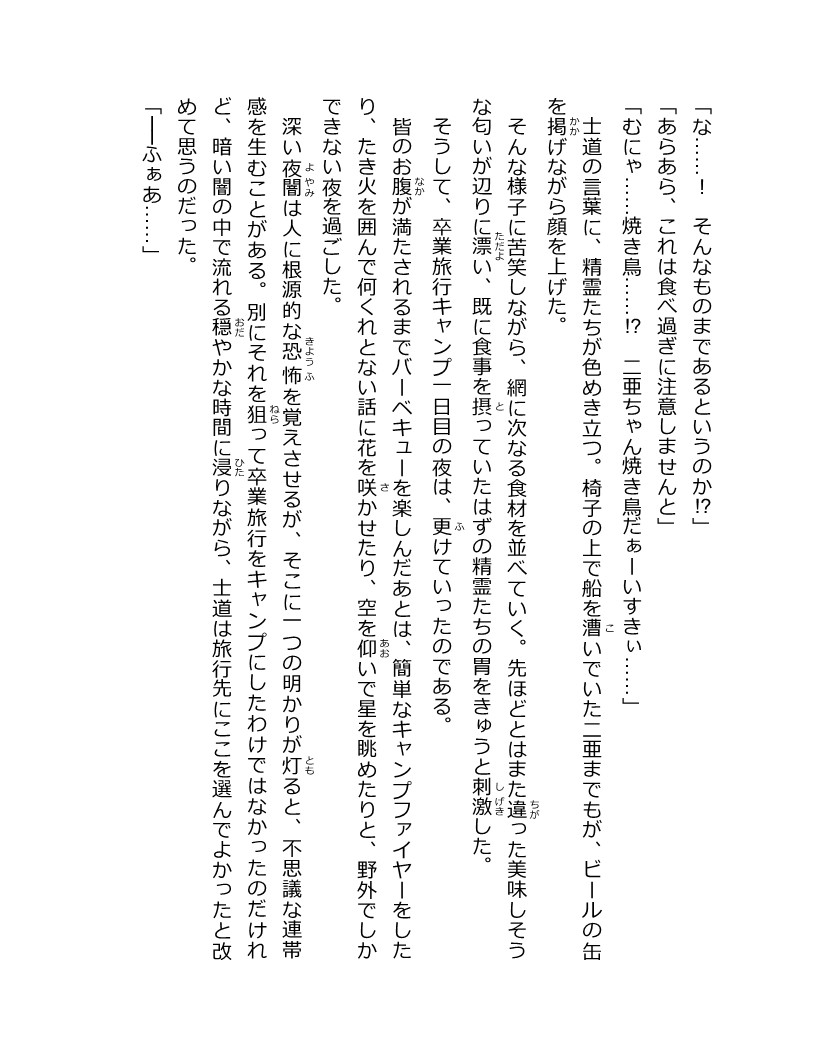 「な……！　そんなものまであるというのか!?」
「あらあら、これは食べ過ぎに注意しませんと」
「むにゃ……焼き鳥……!?　二亜ちゃん焼き鳥だぁーいすきぃ……」
　士道の言葉に、精霊たちが色めき立つ。椅子の上で船を漕いでいた二亜までもが、ビールの缶
を掲げながら顔を上げた。
　そんな様子に苦笑しながら、網に次なる食材を並べていく。先ほどとはまた違った美味しそう
な匂いが辺りに漂い、既に食事を摂っていたはずの精霊たちの胃をきゅうと刺激した。
　そうして、卒業旅行キャンプ一日目の夜は、更けていったのである。
　皆のお腹が満たされるまでバーベキューを楽しんだあとは、簡単なキャンプファイヤーをした
り、たき火を囲んで何くれとない話に花を咲かせたり、空を仰いで星を眺めたりと、野外でしか
できない夜を過ごした。
　深い夜闇は人に根源的な恐怖を覚えさせるが、そこに一つの明かりが灯ると、不思議な連帯
感を生むことがある。別にそれを狙って卒業旅行をキャンプにしたわけではなかったのだけれ
ど、暗い闇の中で流れる穏やかな時間に浸りながら、士道は旅行先にここを選んでよかったと改
めて思うのだった。
「──ふぁあ……」